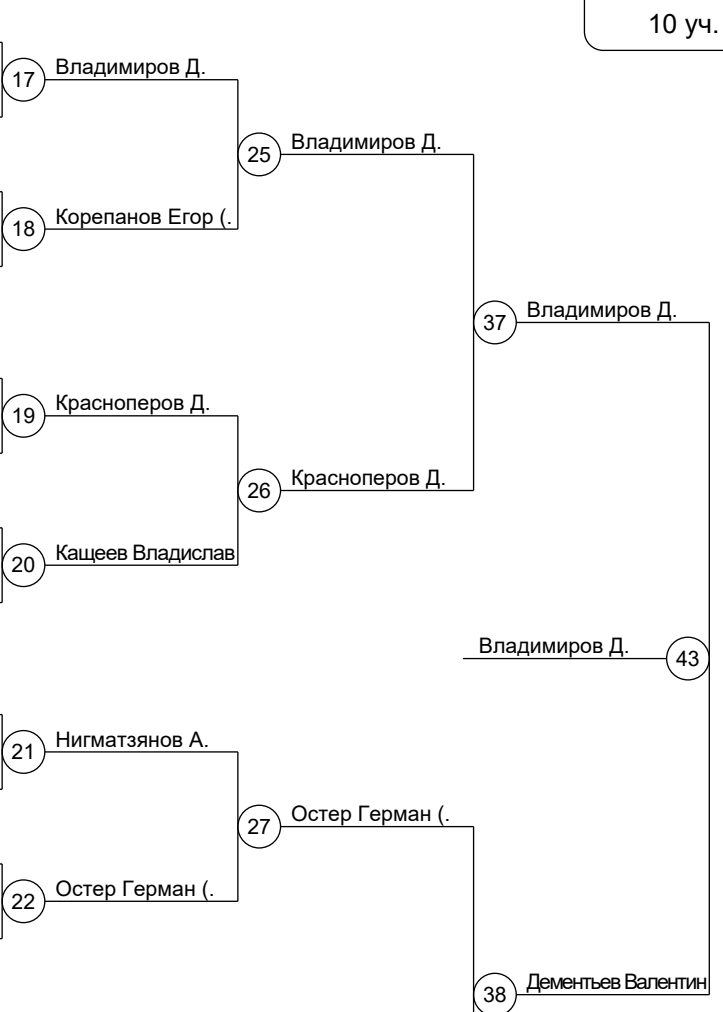 10 уч.
17 Владимиров Д.
25 Владимиров Д.
18 Корепанов Егор (.
37 Владимиров Д.
19 Красноперов Д.
26 Красноперов Д.
20 Кащеев Владислав
Владимиров Д. 43
21 Нигматзянов А.
27 Остер Герман (.
22 Остер Герман (.
38 Дементьев Валентин